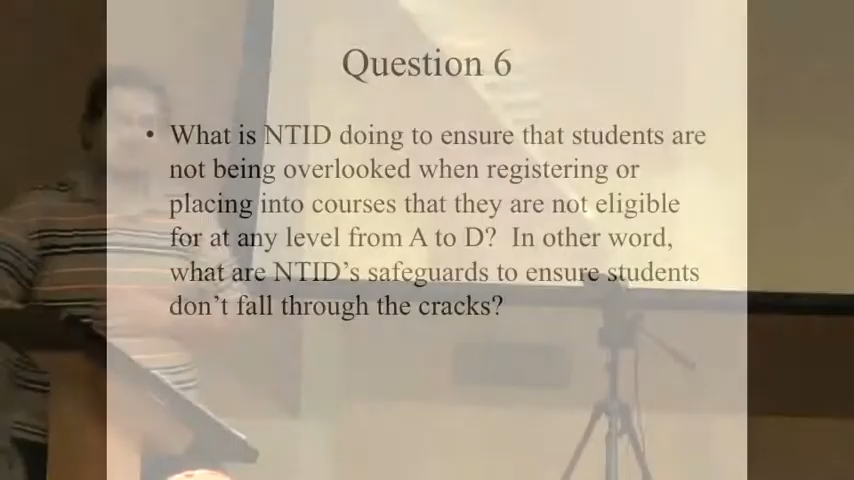 Question 6
• What is NTID doing to ensure that students are
not being overlooked when registering or
placing into courses that they are not eligible
for at any level from A to D? In other word,
what are NTID's safeguards to ensure students
don't fall through the cracks?